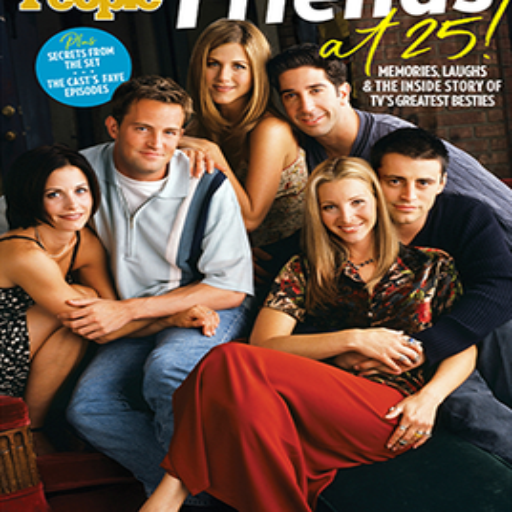 People
Friends
at 25!
Plus
SECRETS FROM
THE SET
THE CAST'S FAVE
EPISODES
MEMORIES, LAUGHS
& THE INSIDE STORY OF
TV'S GREATEST BESTIES